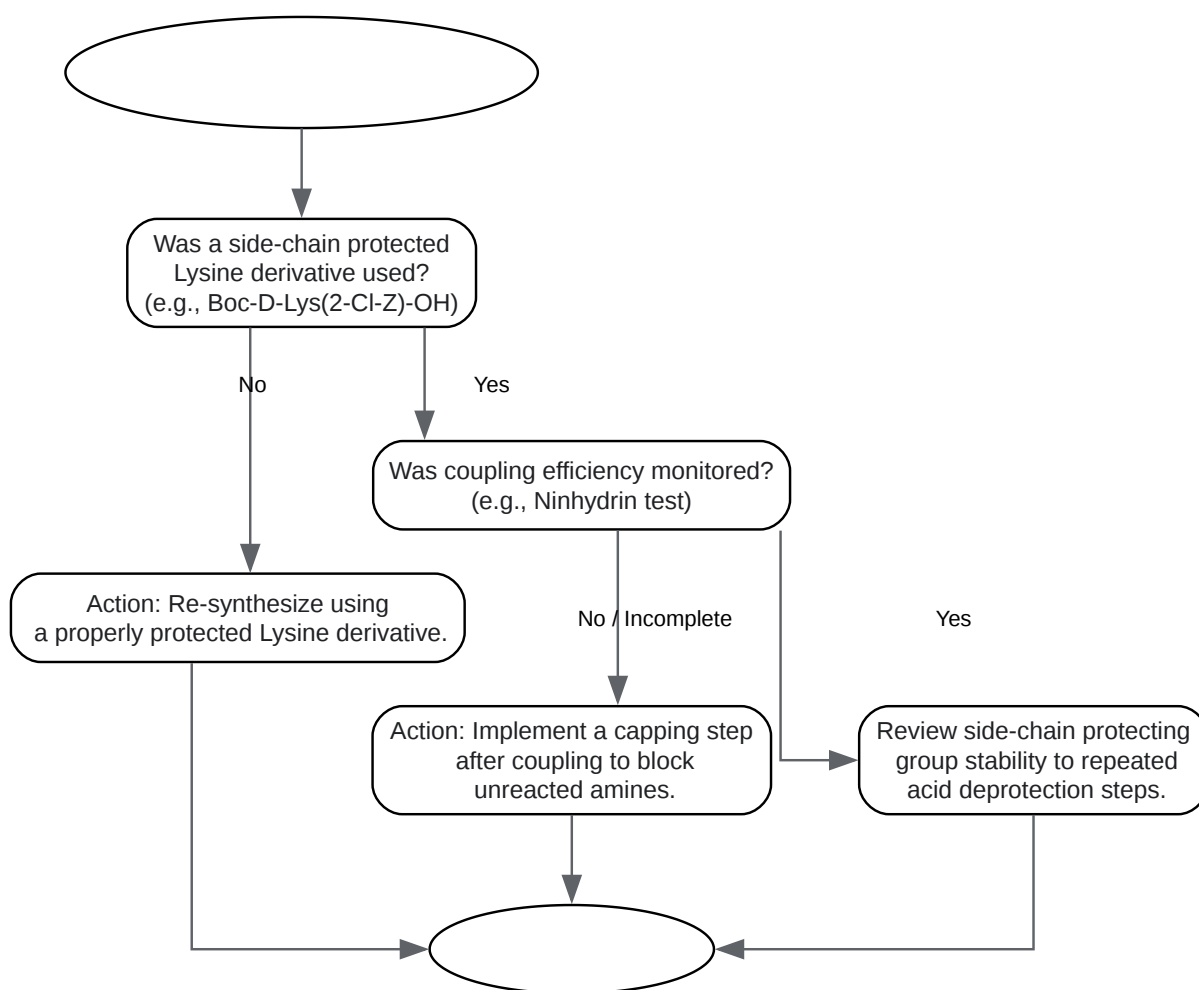 Was a side-chain protected
Lysine derivative used?
(e.g., Boc-D-Lys(2-Cl-Z)-OH)
No
Yes
Was coupling efficiency monitored?
(e.g., Ninhydrin test)
Action: Re-synthesize using
a properly protected Lysine derivative.
No / Incomplete
Yes
Action: Implement a capping step
after coupling to block
unreacted amines.
Review side-chain protecting
group stability to repeated
acid deprotection steps.